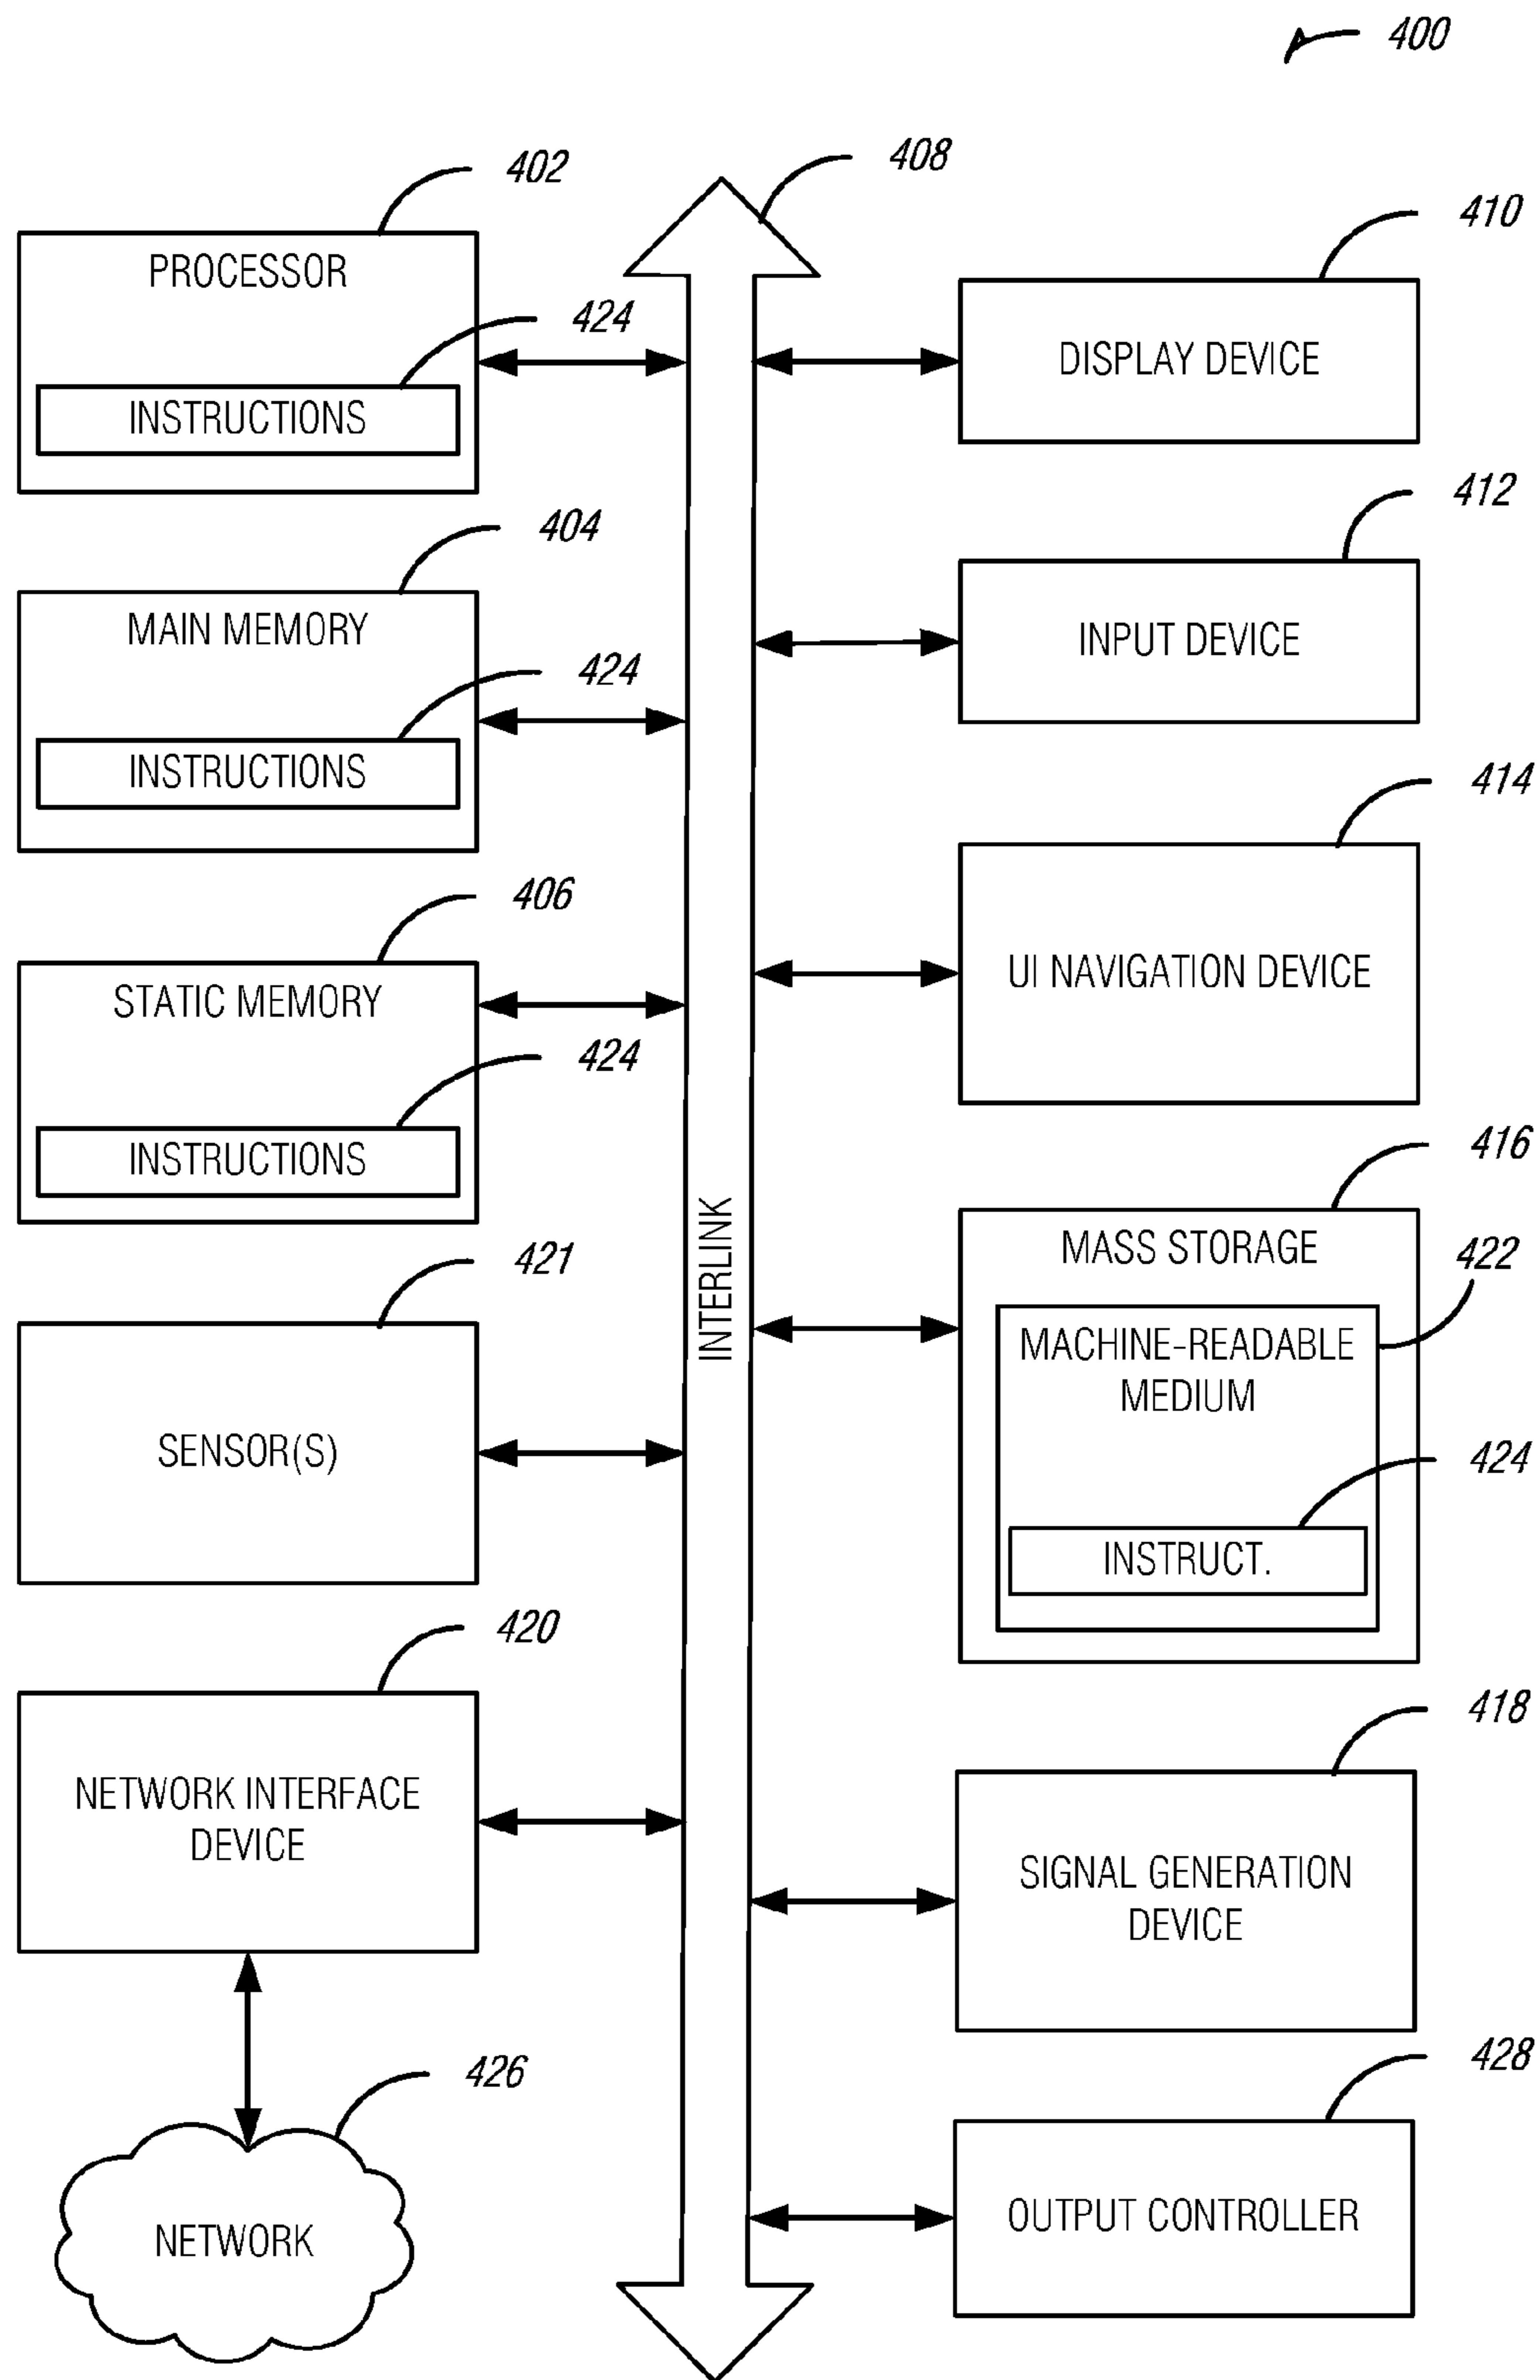 400
408
402
PROCESSOR
424
INSTRUCTIONS
404
MAIN MEMORY
424
INSTRUCTIONS
406
STATIC MEMORY
424
INSTRUCTIONS
421
SENSOR(S)
420
NETWORK INTERFACE
DEVICE
426
NETWORK
INTERLINK
410
DISPLAY DEVICE
412
INPUT DEVICE
414
UI NAVIGATION DEVICE
416
MASS STORAGE
422
MACHINE-READABLE
MEDIUM
424
INSTRUCT.
418
SIGNAL GENERATION
DEVICE
428
OUTPUT CONTROLLER